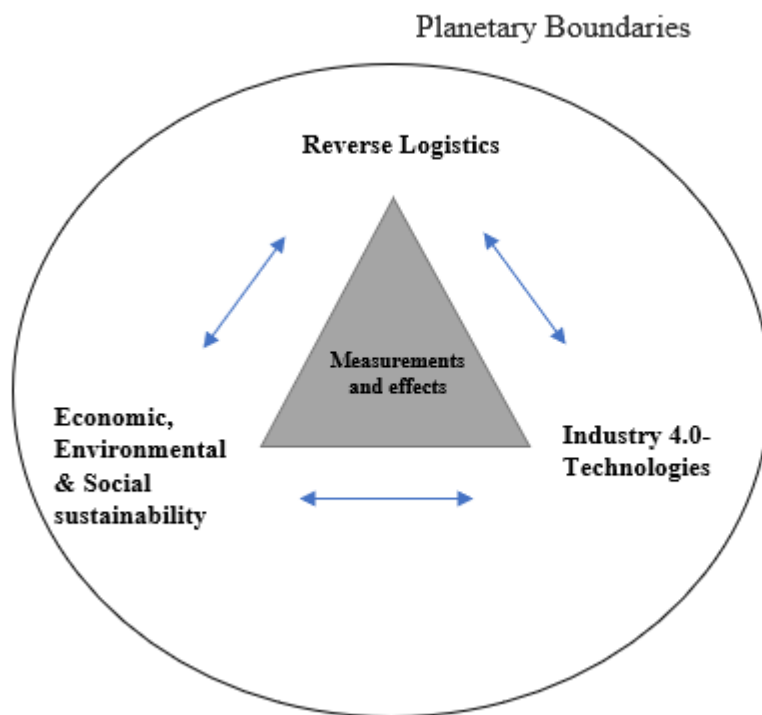 Planetary Boundaries
Reverse Logistics
Measurements
and effects
Economic,
Environmental
& Social
sustainability
Industry 4.0-
Technologies